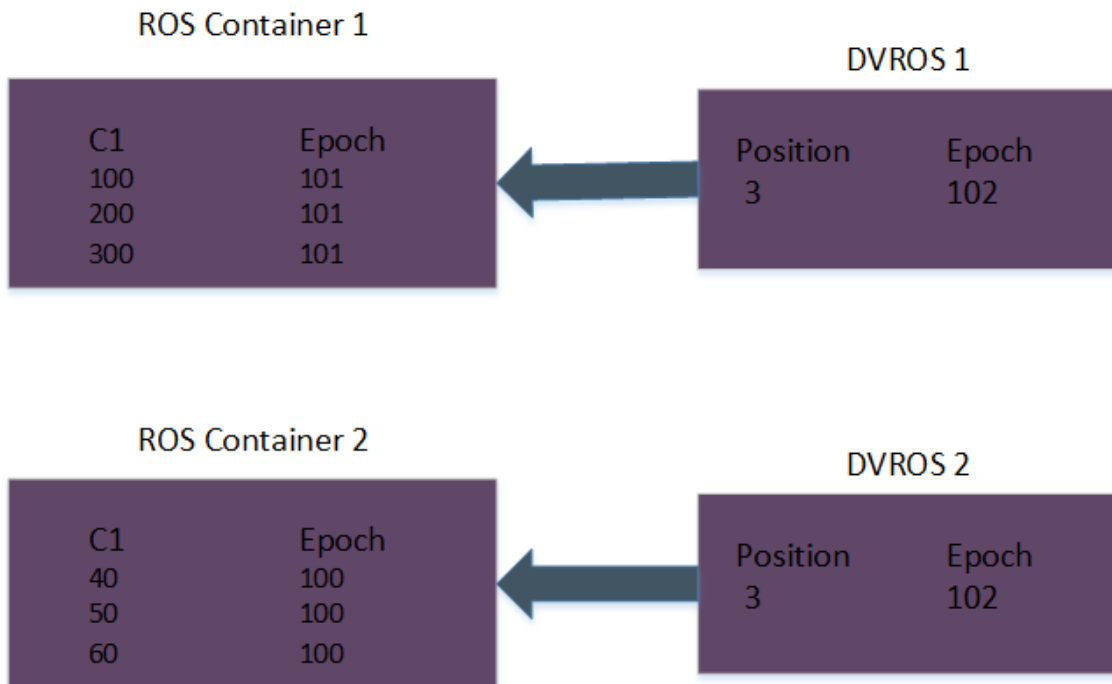 ROS Container 1
C1 Epoch
100 101
200 101
300 101
DVROS 1
Position Epoch
3 102
ROS Container 2
C1 Epoch
40 100
50 100
60 100
DVROS 2
Position Epoch
3 102